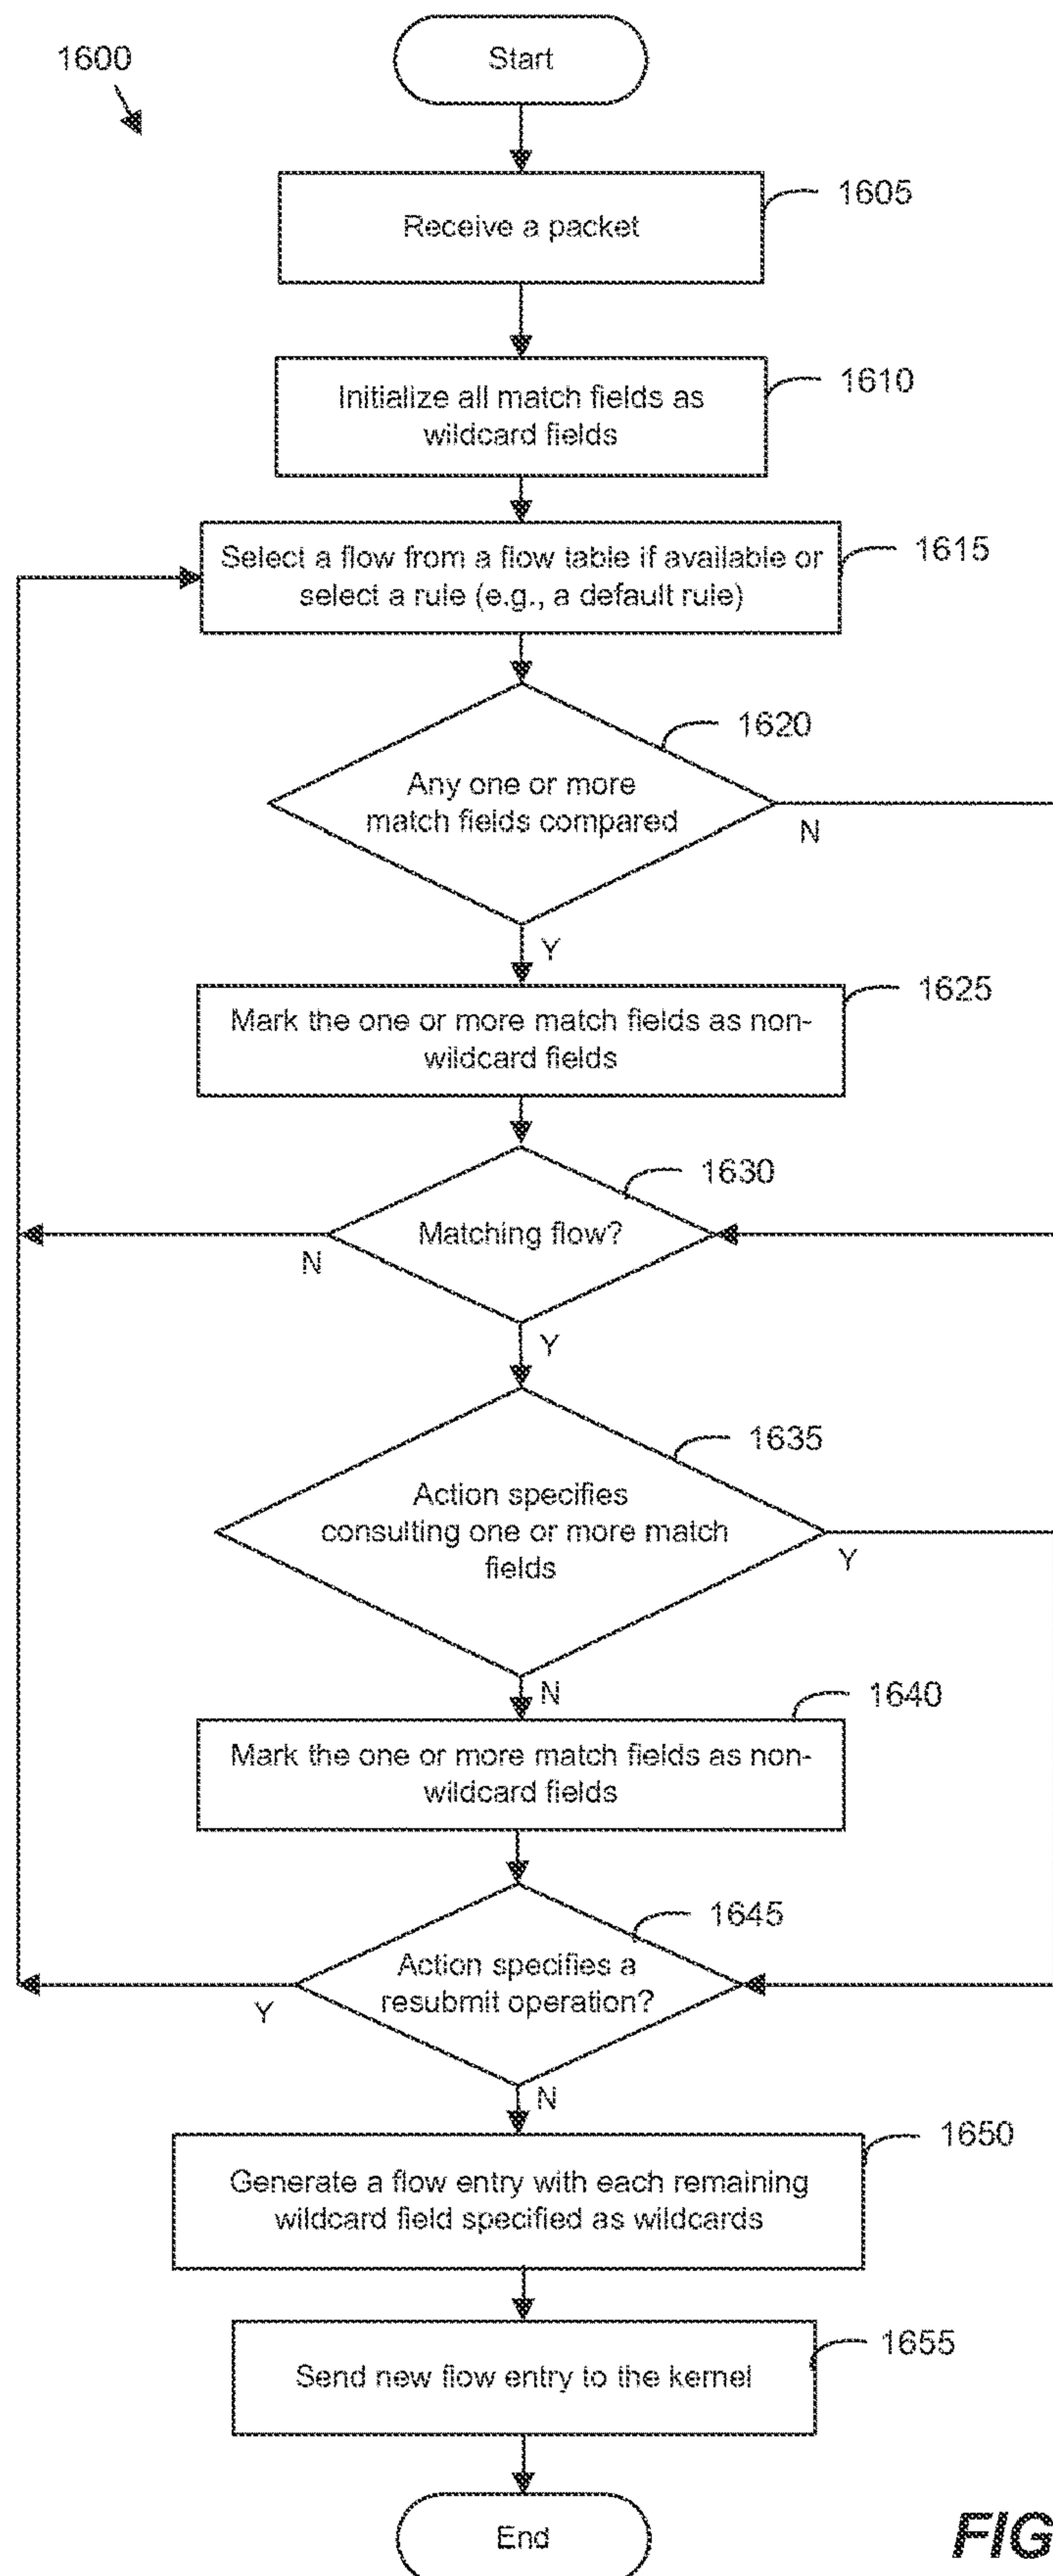 1600
Start
1605
Receive a packet
1610
Initialize all match fields as
wildcard fields
1615
Select a flow from a flow table if available or
select a rule (e.g., a default rule)
1620
Any one or more
match fields compared
N
Y
1625
Mark the one or more match fields as non-
wildcard fields
1630
Matching flow?
N
Y
1635
Action specifies
consulting one or more match
fields
Y
N
1640
Mark the one or more match fields as non-
wildcard fields
1645
Action specifies a
resubmit operation?
Y
N
1650
Generate a flow entry with each remaining
wildcard field specified as wildcards
1655
Send new flow entry to the kernel
End
FIG